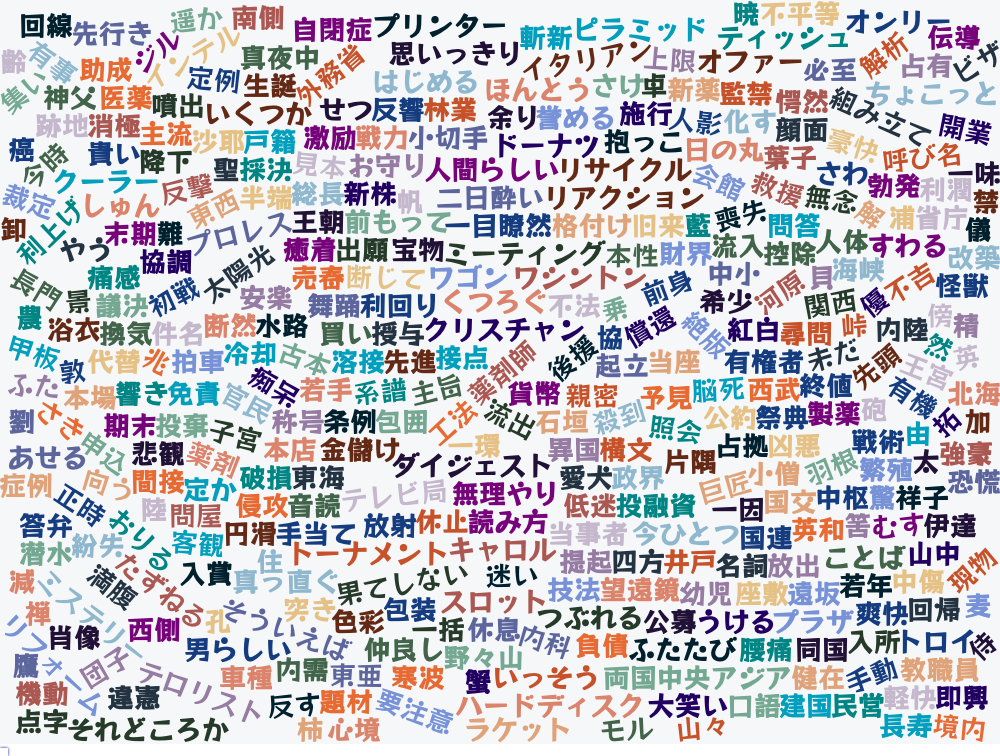 回線 先行き 遥か 南側 自閉症 プリンター 暁 不平等 オンリー 伝導
齢 有事 助成 ジル インテル 真夜中 外務省 思いっきり 斬新 ピラミッド ティッシュ 解析 占有 ビザ
集い 神父 医薬 噴出 定例 生誕 いくつか はじめる イタリアン 上限 オファー 必至 ちょこっと
せつ 反響 林業 ほんとう さけ 卓 新薬 監禁 愕然 組み立て 開業
跡地 消極 主流 沙耶 戸籍 激励 戦力 小切手 余り 誉める 施行 人影 化す 顔面 豪快 呼び名
癌 今時 貴い 降下 聖 採決 見本 お守り 人間らしい ドーナツ 抱っこ リサイクル 日の丸 葉子 さわ 一味
裁定 クーラー 反撃 東西 半端 総長 新株 帆 二日酔い リアクション 会館 救援 無念 勃発 利潤 禁
卸 利上げ しゅん 末期 難 プロレス 王朝 前もって 一目瞭然 格付け 旧来 藍 喪失 問答 解 浦 省庁 儀
やう 協調 太陽光 癒着 出願 宝物 ミーティング 本性 財界 流入 控除 人体 すわる 改築
長門 景 痛感 議決 初戦 安楽 売春 断じて ワゴン ワシントン 前身 中小 河原 貝 海峡 優 不吉 怪獣
農 浴衣 換気 件名 断然 水路 舞踊 利回り くつろぐ 不法 乗 希少 関西 傍 精
甲板 敦 代替 兆 拍車 冷却 古本 買い 授与 クリスチャン 協 償還 絶版 紅白 尋問 峠 内陸 然 英
溶接 先進 接点 薬剤師 後援 起立 当座 有権者 未だ 先頭 王宮
ふた 本場 響き 免責 官民 痴呆 若手 系譜 主旨 貨幣 親密 予見 脳死 西武 終値 有機 北海
劉 さき 期末 投棄 子宮 称号 条例 包囲 工法 流出 石垣 殺到 照会 公約 祭典 製薬 砲 拓 加
あせる 申込 悲観 薬剤 本店 金儲け 一環 異国 構文 片隅 占拠 凶悪 戦術 由 強豪
症例 向う 間接 定か 破損 東海 ダイジェスト 愛犬 政界 巨匠 小僧 羽根 繁殖 太 恐慌
正時 陸 問屋 侵攻 音読 テレビ局 無理やり 低迷 投融資 一因 国交 中枢 驚 祥子
答弁 おりる 客観 円滑 手当て 放射 休止 読み方 当事者 今ひとつ 国連 英和 筈 むす 伊達
潜水 紛失 たずねる 住 トーナメント キャロル 提起 四方 井戸 名詞 放出 ことば 山中
減 ミステリー 満腹 入賞 真っ直ぐ 果てしない 迷い 技法 望遠鏡 幼児 座敷 遠坂 若年 中傷 現物
禅 孔 そういえば 突き 色彩 包装 スロット つぶれる 公募 うける プラザ 爽快 回帰 麦
リフォーム 肖像 西側 男らしい 一括 休息 内科 負債 ふたたび 腰痛 同国 入所 トロイ 侍
鷹 団子 テロリスト 車種 内需 東亜 仲良し 野々山 寒波 蟹 いっそう 両国 中央アジア 健在 手動 教職員
機動 違憲 反す 題材 要注意 ハードディスク 大笑い 口語 建国 民営 軽快 即興
点字 それどころか 柿 心境 ラケット モル 山々 長寿 境内